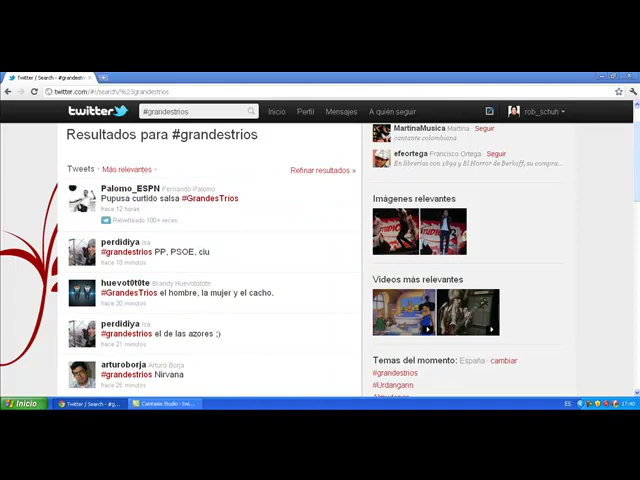 Twitter / Search - #grandestri
twitter.com/#!/search/%23grandestrios
twitter
#grandestrios
Inicio
Perfil
Mensajes
A quién seguir
rob_schuh
Resultados para #grandestrios
Tweets · Más relevantes
Refinar resultados »
Palomo_ESPN Fernando Palomo
Pupusa curtido salsa #GrandesTrios
hace 12 horas
Retwitteado 100+ veces
perdidiya Isa
#grandestrios PP, PSOE, ciu
hace 18 minutos
huevot0t0te Brandy Huevotótote
#GrandesTrios el hombre, la mujer y el cacho.
hace 20 minutos
perdidiya Isa
#grandestrios el de las azores ;)
hace 21 minutos
arturoborja Arturo Borja
#grandestrios Nirvana
hace 26 minutos
MartinaMusica Martina · Seguir
cantante colombiana
efeortega Francisco Ortega · Seguir
En librerías con 1899 y El Horror de Berkoff, su compra...
Imágenes relevantes
Videos más relevantes
Temas del momento: España · cambiar
#grandestrios
#Urdangarin
Inicio
Twitter / Search - #g...
Camtasia Studio - twi...
ES
17:40